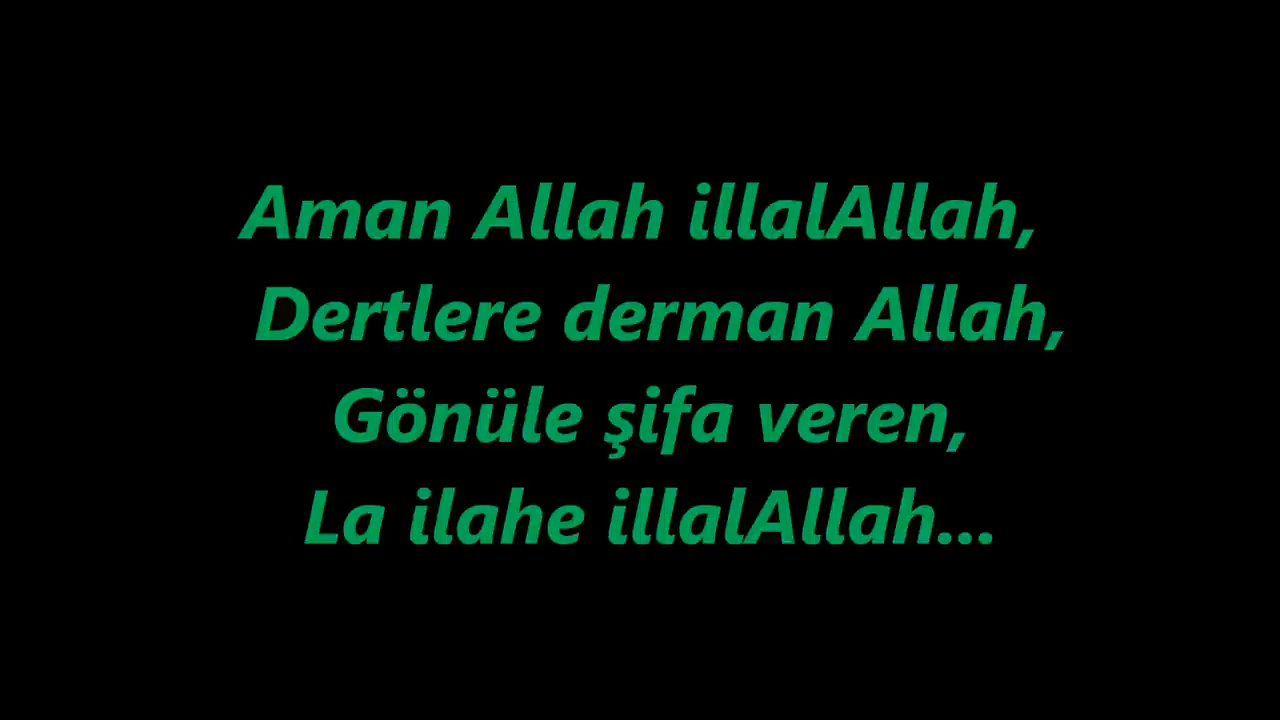 Aman Allah illalAllah,
Dertlere derman Allah,
Gönüle şifa veren,
La ilahe illalAllah...